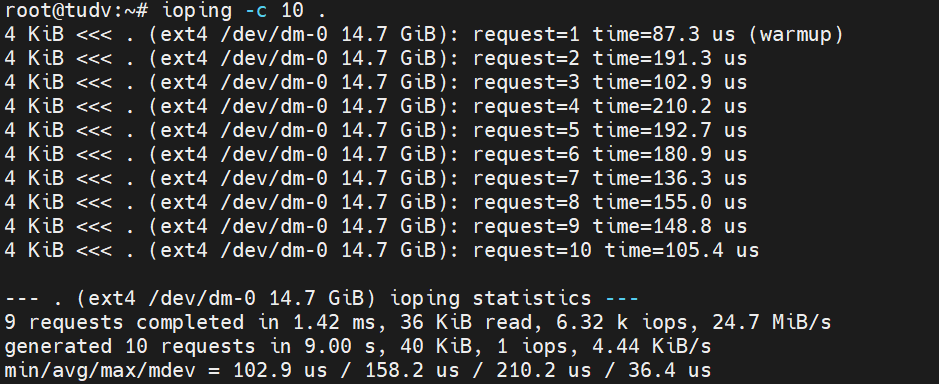 root@tudv:~# ioping -c 10 .
4 KiB <<< . (ext4 /dev/dm-0 14.7 GiB): request=1 time=87.3 us (warmup)
4 KiB <<< . (ext4 /dev/dm-0 14.7 GiB): request=2 time=191.3 us
4 KiB <<< . (ext4 /dev/dm-0 14.7 GiB): request=3 time=102.9 us
4 KiB <<< . (ext4 /dev/dm-0 14.7 GiB): request=4 time=210.2 us
4 KiB <<< . (ext4 /dev/dm-0 14.7 GiB): request=5 time=192.7 us
4 KiB <<< . (ext4 /dev/dm-0 14.7 GiB): request=6 time=180.9 us
4 KiB <<< . (ext4 /dev/dm-0 14.7 GiB): request=7 time=136.3 us
4 KiB <<< . (ext4 /dev/dm-0 14.7 GiB): request=8 time=155.0 us
4 KiB <<< . (ext4 /dev/dm-0 14.7 GiB): request=9 time=148.8 us
4 KiB <<< . (ext4 /dev/dm-0 14.7 GiB): request=10 time=105.4 us
--- . (ext4 /dev/dm-0 14.7 GiB) ioping statistics ---
9 requests completed in 1.42 ms, 36 KiB read, 6.32 k iops, 24.7 MiB/s
generated 10 requests in 9.00 s, 40 KiB, 1 iops, 4.44 KiB/s
min/avg/max/mdev = 102.9 us / 158.2 us / 210.2 us / 36.4 us